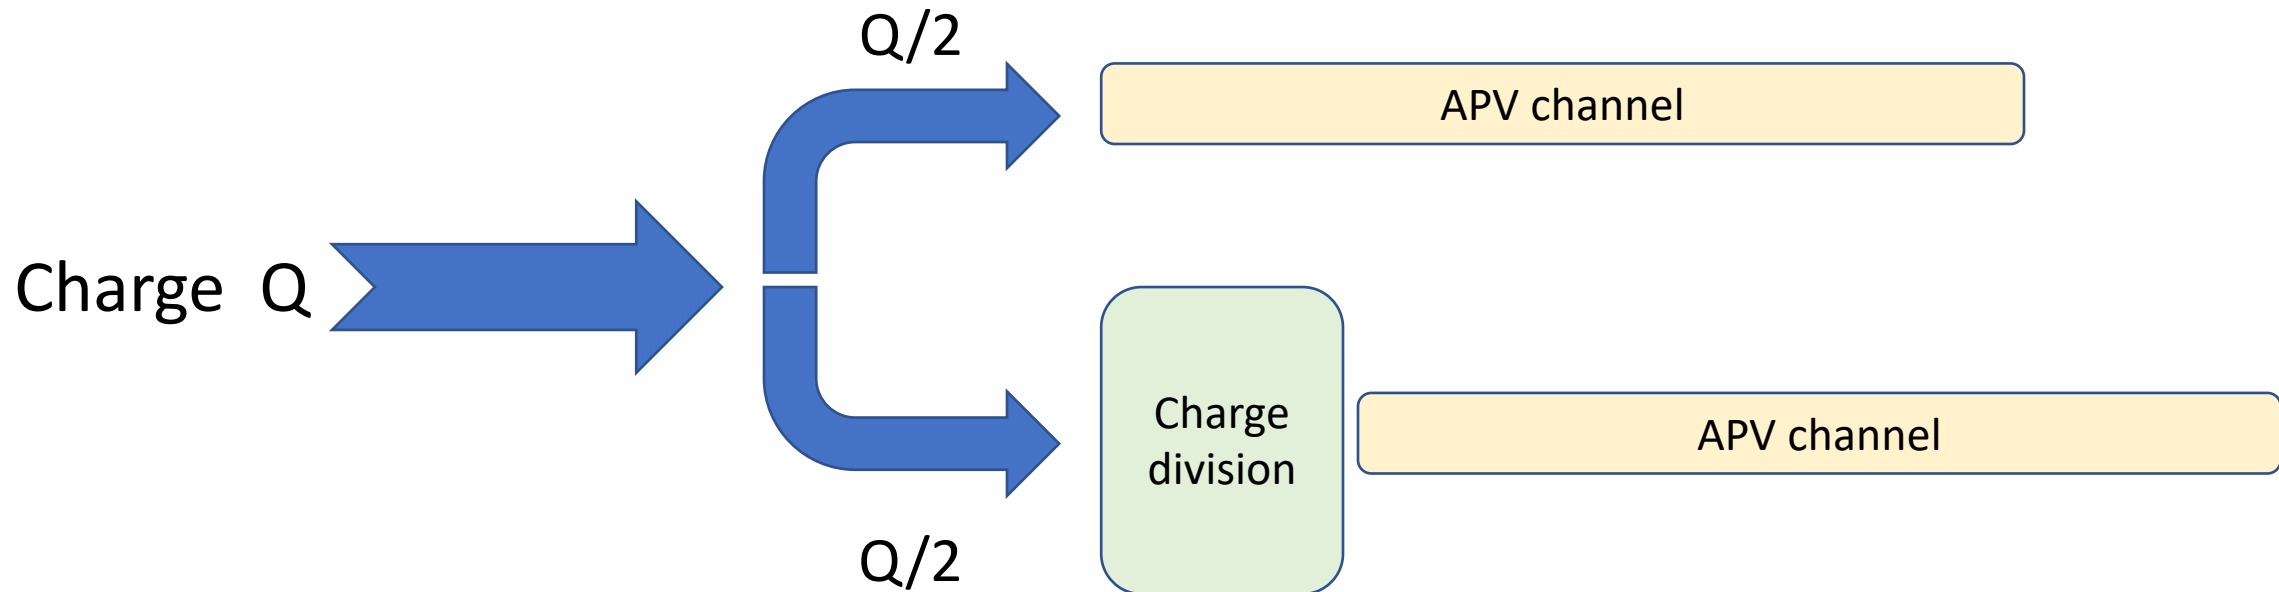 Q/2
APV channel
Charge Q
Charge
division
APV channel
Q/2